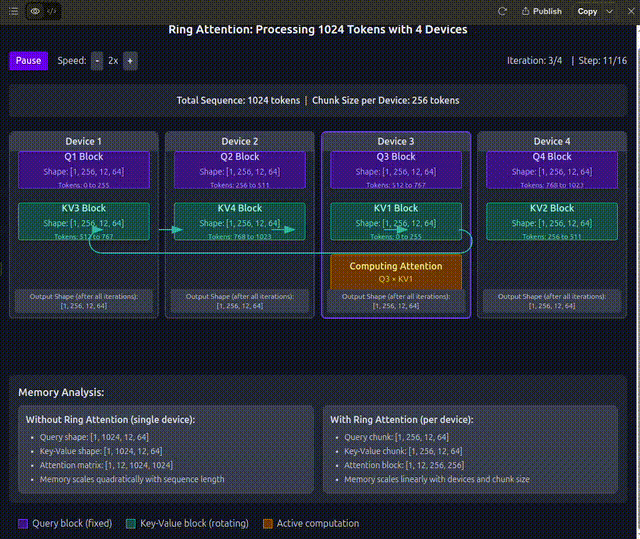 Publish
Copy
Ring Attention: Processing 1024 Tokens with 4 Devices
Pause
Speed:
-
2x
+
Iteration: 3/4 | Step: 11/16
Total Sequence: 1024 tokens | Chunk Size per Device: 256 tokens
Device 1
Q1 Block
Shape: [1, 256, 12, 64]
Tokens: 0 to 255
KV3 Block
Shape: [1, 256, 12, 64]
Tokens: 512 to 767
Output Shape (after all iterations):
[1, 256, 12, 64]
Device 2
Q2 Block
Shape: [1, 256, 12, 64]
Tokens: 256 to 511
KV4 Block
Shape: [1, 256, 12, 64]
Tokens: 768 to 1023
Output Shape (after all iterations):
[1, 256, 12, 64]
Device 3
Q3 Block
Shape: [1, 256, 12, 64]
Tokens: 512 to 767
KV1 Block
Shape: [1, 256, 12, 64]
Tokens: 0 to 255
Computing Attention
Q3 × KV1
Output Shape (after all iterations):
[1, 256, 12, 64]
Device 4
Q4 Block
Shape: [1, 256, 12, 64]
Tokens: 768 to 1023
KV2 Block
Shape: [1, 256, 12, 64]
Tokens: 256 to 511
Output Shape (after all iterations):
[1, 256, 12, 64]
Memory Analysis:
Without Ring Attention (single device):
• Query shape: [1, 1024, 12, 64]
• Key-Value shape: [1, 1024, 12, 64]
• Attention matrix: [1, 12, 1024, 1024]
• Memory scales quadratically with sequence length
With Ring Attention (per device):
• Query chunk: [1, 256, 12, 64]
• Key-Value chunk: [1, 256, 12, 64]
• Attention block: [1, 12, 256, 256]
• Memory scales linearly with devices and chunk size
Query block (fixed)
Key-Value block (rotating)
Active computation